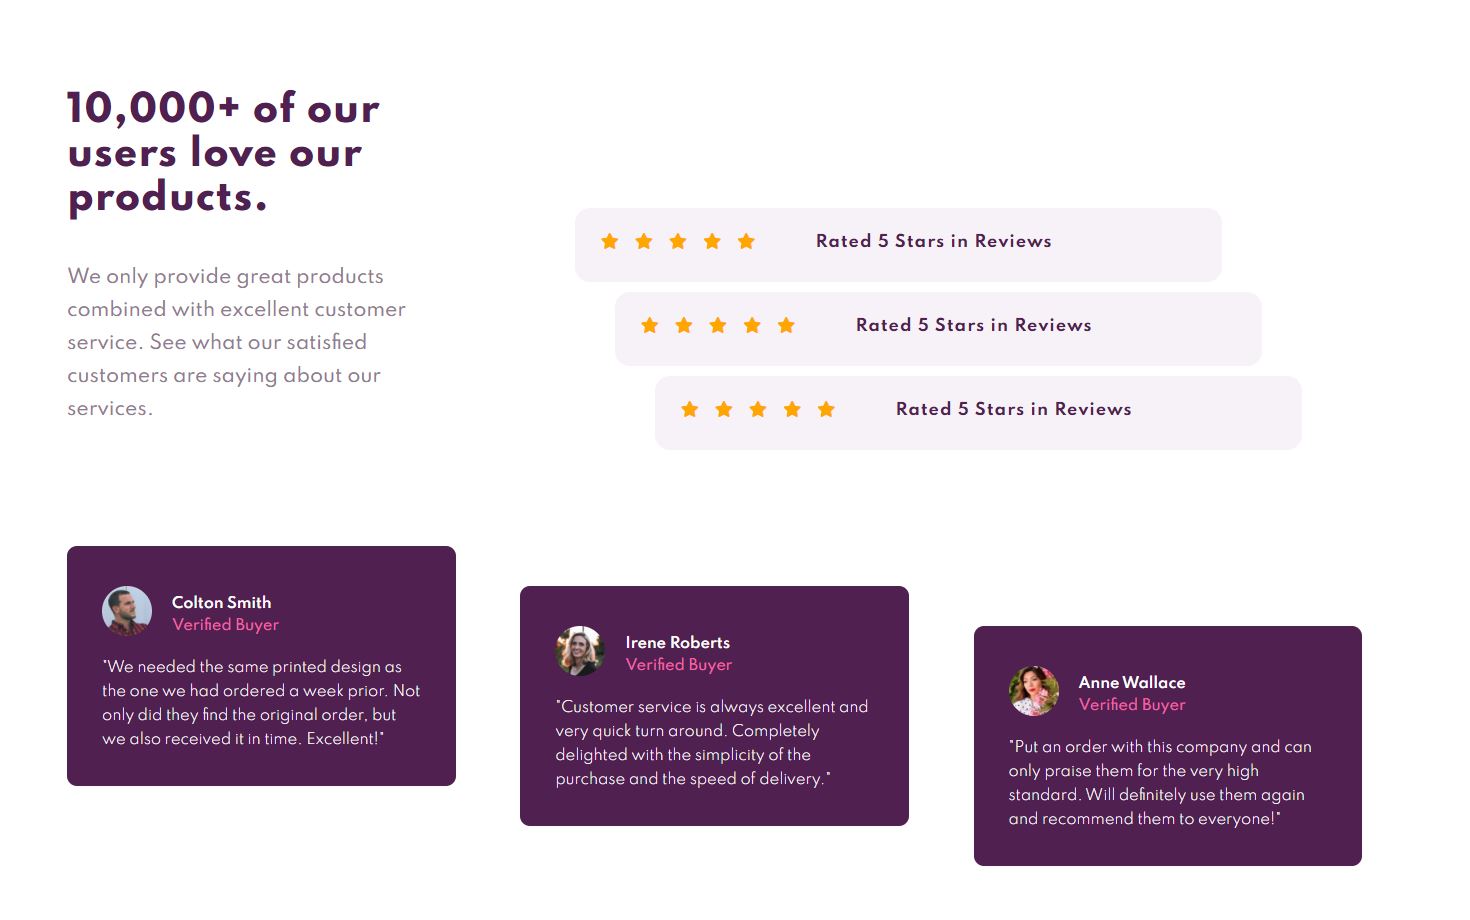 10,000+ of our
users love our
products.
We only provide great products
combined with excellent customer
service. See what our satisfied
customers are saying about our
services.
Rated 5 Stars in Reviews
Rated 5 Stars in Reviews
Rated 5 Stars in Reviews
Colton Smith
Verified Buyer
"We needed the same printed design as
the one we had ordered a week prior. Not
only did they find the original order, but
we also received it in time. Excellent!"
Irene Roberts
Verified Buyer
"Customer service is always excellent and
very quick turn around. Completely
delighted with the simplicity of the
purchase and the speed of delivery."
Anne Wallace
Verified Buyer
"Put an order with this company and can
only praise them for the very high
standard. Will definitely use them again
and recommend them to everyone!"